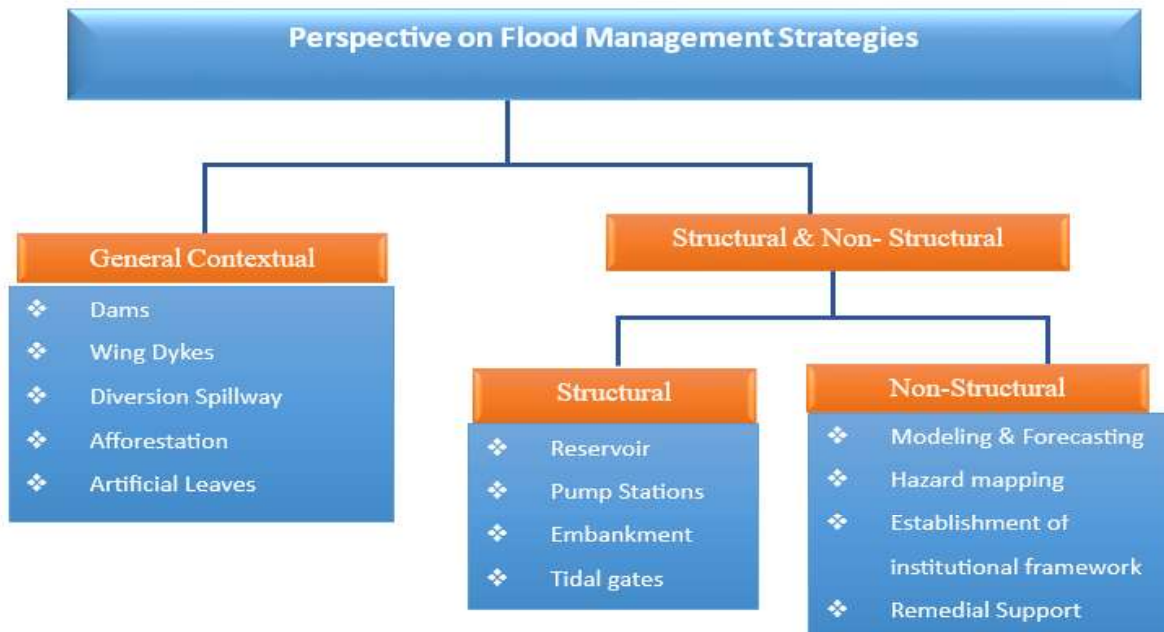 Perspective on Flood Management Strategies
General Contextual
Dams
Wing Dykes
Diversion Spillway
Afforestation
Artificial Leaves
Structural & Non- Structural
Structural
Reservoir
Pump Stations
Embankment
Tidal gates
Non-Structural
Modeling & Forecasting
Hazard mapping
Establishment of
institutional framework
Remedial Support